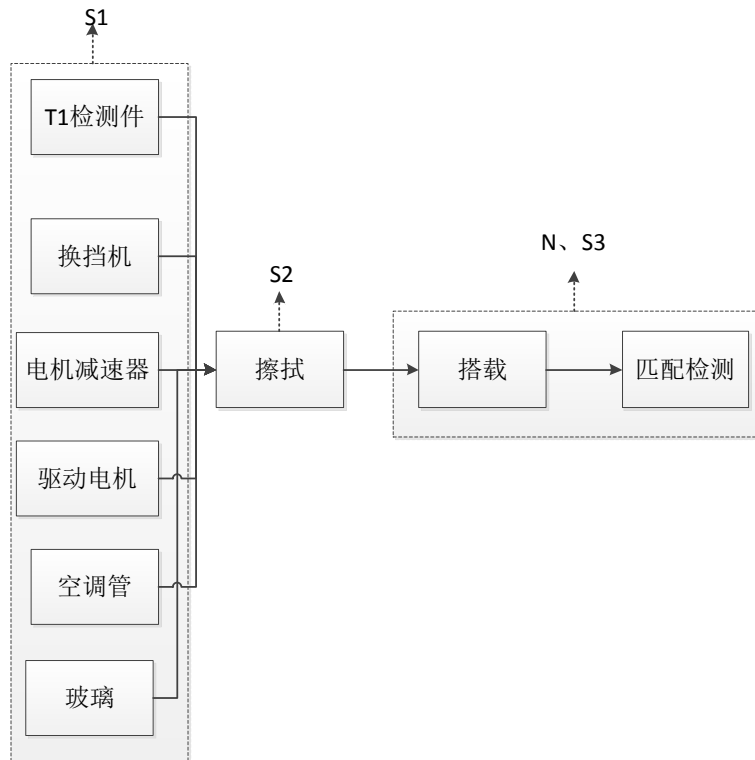 S1
T1检测件
换挡机
电机减速器
驱动电机
空调管
玻璃
S2
擦拭
N、S3
搭载
匹配检测